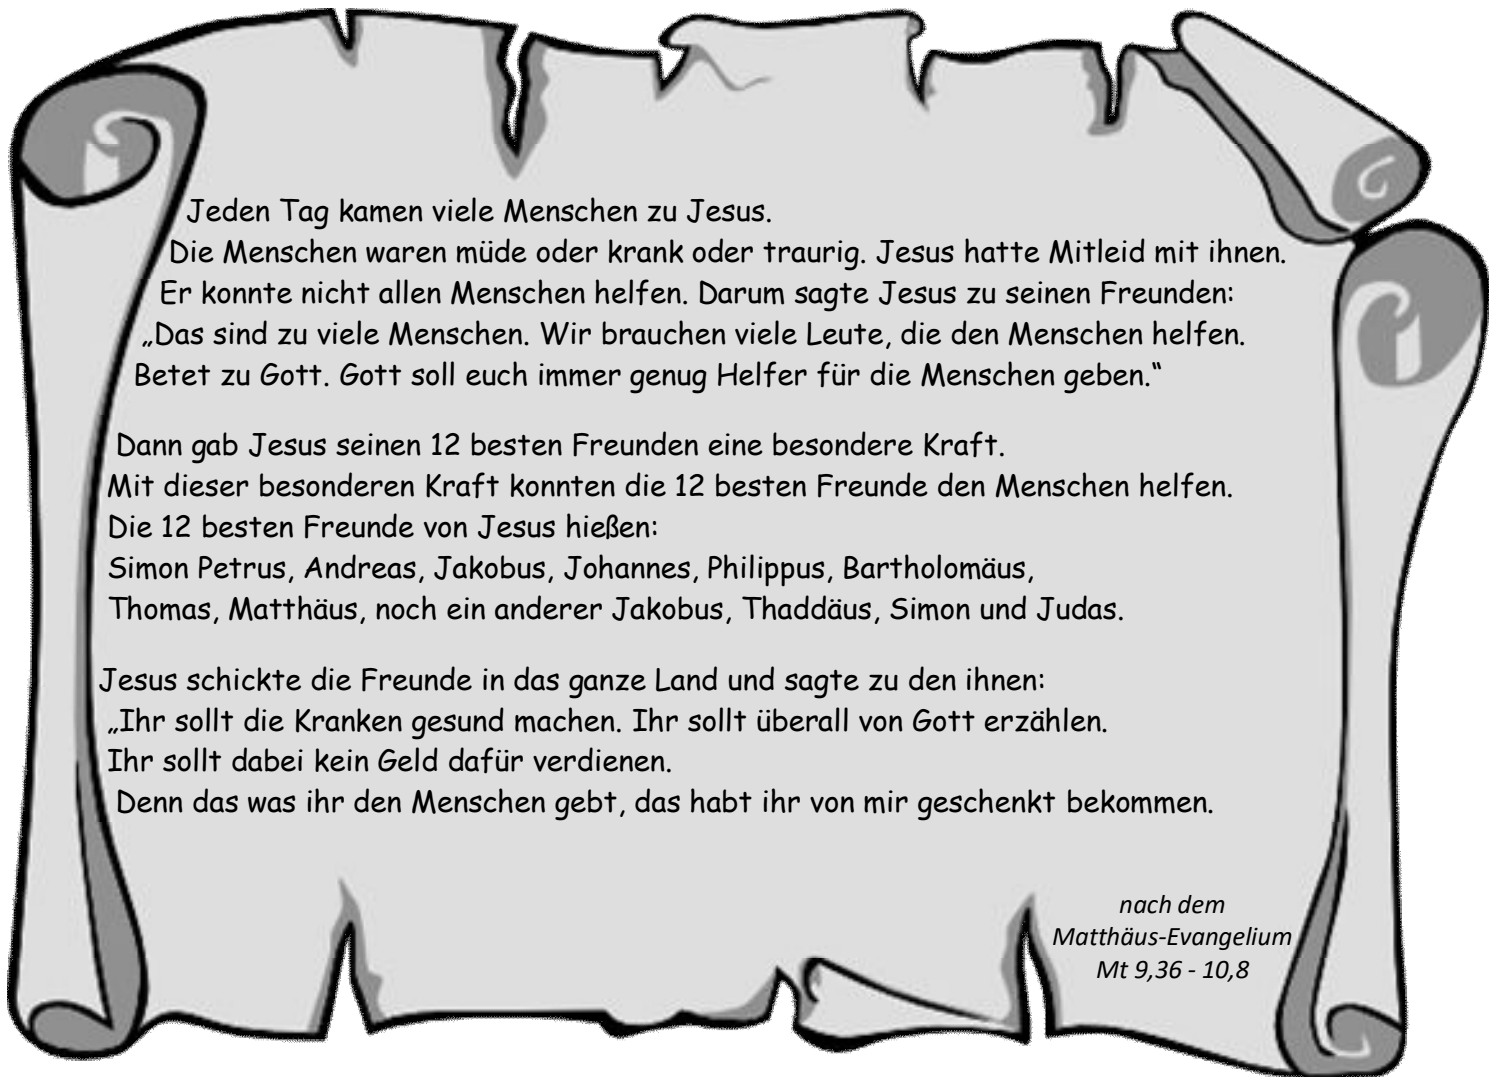 Jeden Tag kamen viele Menschen zu Jesus.
Die Menschen waren müde oder krank oder traurig. Jesus hatte Mitleid mit ihnen.
Er konnte nicht allen Menschen helfen. Darum sagte Jesus zu seinen Freunden:
„Das sind zu viele Menschen. Wir brauchen viele Leute, die den Menschen helfen.
Betet zu Gott. Gott soll euch immer genug Helfer für die Menschen geben.“
Dann gab Jesus seinen 12 besten Freunden eine besondere Kraft.
Mit dieser besonderen Kraft konnten die 12 besten Freunde den Menschen helfen.
Die 12 besten Freunde von Jesus hießen:
Simon Petrus, Andreas, Jakobus, Johannes, Philippus, Bartholomäus,
Thomas, Matthäus, noch ein anderer Jakobus, Thaddäus, Simon und Judas.
Jesus schickte die Freunde in das ganze Land und sagte zu den ihnen:
„Ihr sollt die Kranken gesund machen. Ihr sollt überall von Gott erzählen.
Ihr sollt dabei kein Geld dafür verdienen.
Denn das was ihr den Menschen gebt, das habt ihr von mir geschenkt bekommen.
nach dem
Matthäus-Evangelium
Mt 9,36 - 10,8